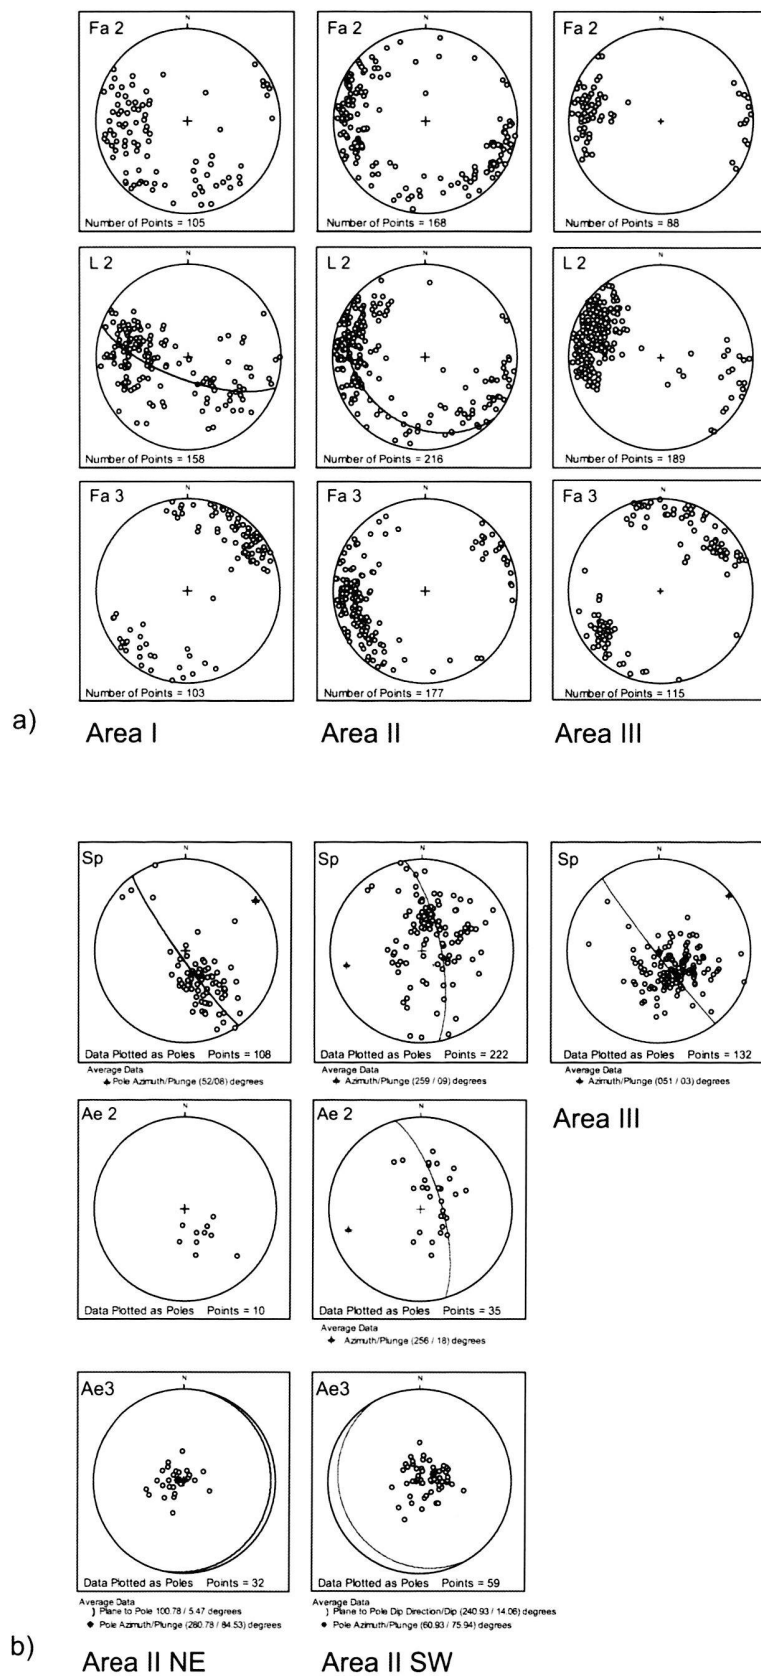 a)
N
Fa 2
Number of Points = 105
N
Fa 2
Number of Points = 168
N
Fa 2
Number of Points = 88
N
L 2
Number of Points = 158
N
L 2
Number of Points = 216
N
L 2
Number of Points = 189
N
Fa 3
Number of Points = 103
N
Fa 3
Number of Points = 177
N
Fa 3
Number of Points = 115
Area I
Area II
Area III
N
Sp
Data Plotted as Poles Points = 108
Average Data
Pole Azimuth/Plunge (52/08) degrees
N
Sp
Data Plotted as Poles Points = 222
Average Data
Azimuth/Plunge (259 / 09) degrees
N
Sp
Data Plotted as Poles Points = 132
Average Data
Azimuth/Plunge (051 / 03) degrees
Area III
N
Ae 2
Data Plotted as Poles Points = 10
N
Ae 2
Data Plotted as Poles Points = 35
Average Data
Azimuth/Plunge (256 / 18) degrees
N
Ae3
Data Plotted as Poles Points = 32
Average Data
Plane to Pole 100.78 / 5.47 degrees
Pole Azimuth/Plunge (280.78 / 84.53) degrees
N
Ae3
Data Plotted as Poles Points = 59
Average Data
Plane to Pole Dip Direction/Dip (240.93 / 14.06) degrees
Pole Azimuth/Plunge (60.93 / 75.94) degrees
b)
Area II NE
Area II SW